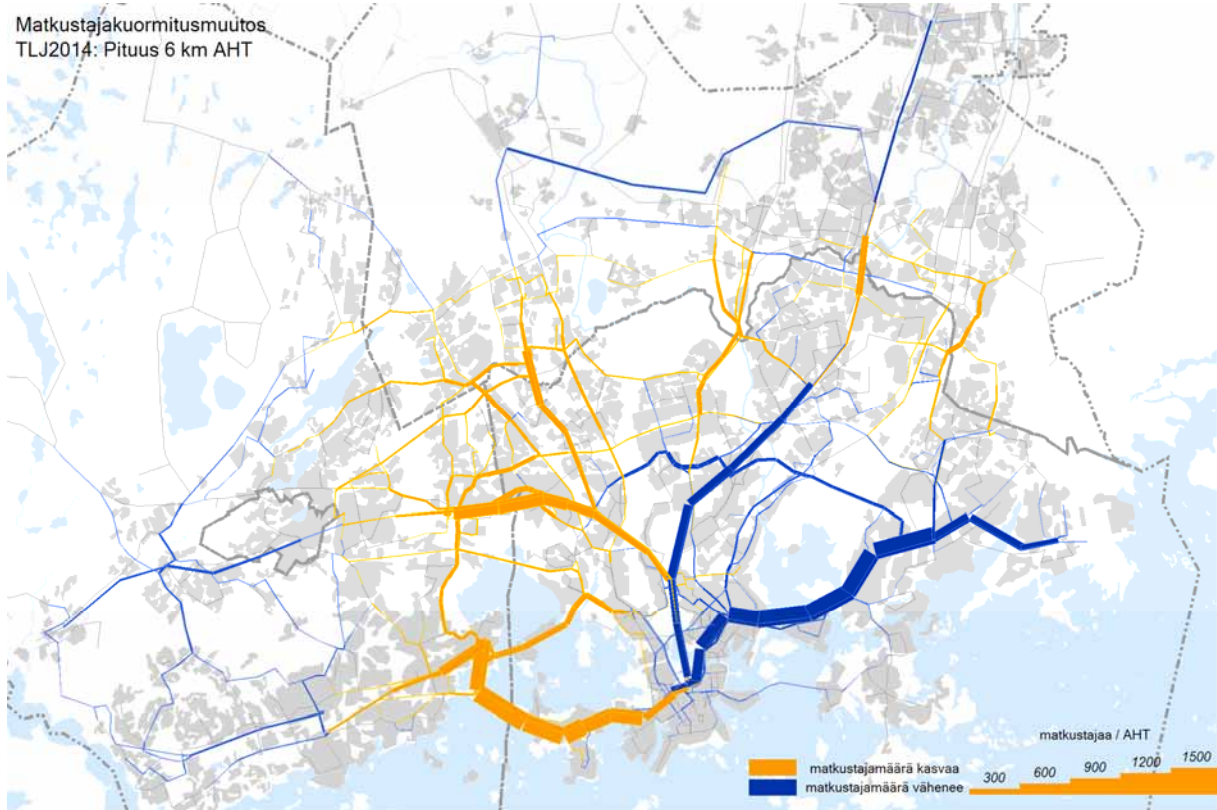 Matkustajakuormitusmuutos
TLJ2014: Pituus 6 km AHT
matkustajaa / AHT
matkustajamäärä kasvaa
matkustajamäärä vähenee
300 600 900 1200 1500